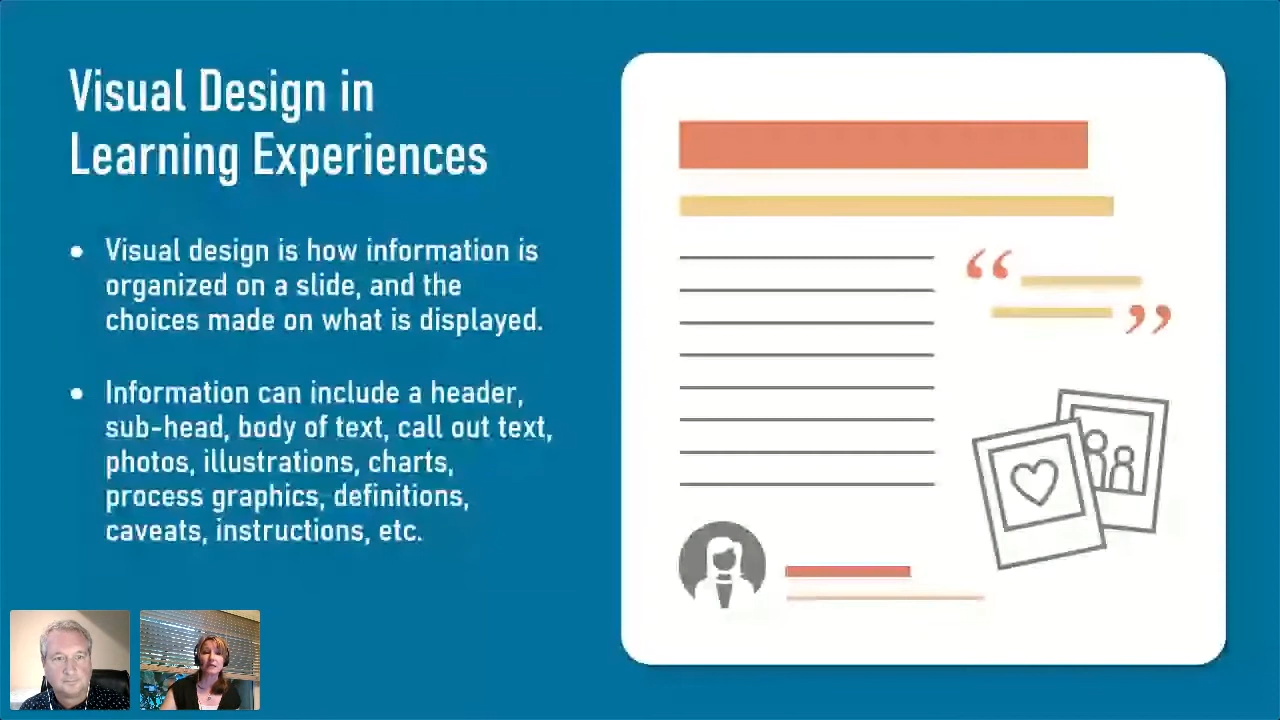 Visual Design in
Learning Experiences
• Visual design is how information is
organized on a slide, and the
choices made on what is displayed.
• Information can include a header,
sub-head, body of text, call out text,
photos, illustrations, charts,
process graphics, definitions,
caveats, instructions, etc.
“
”